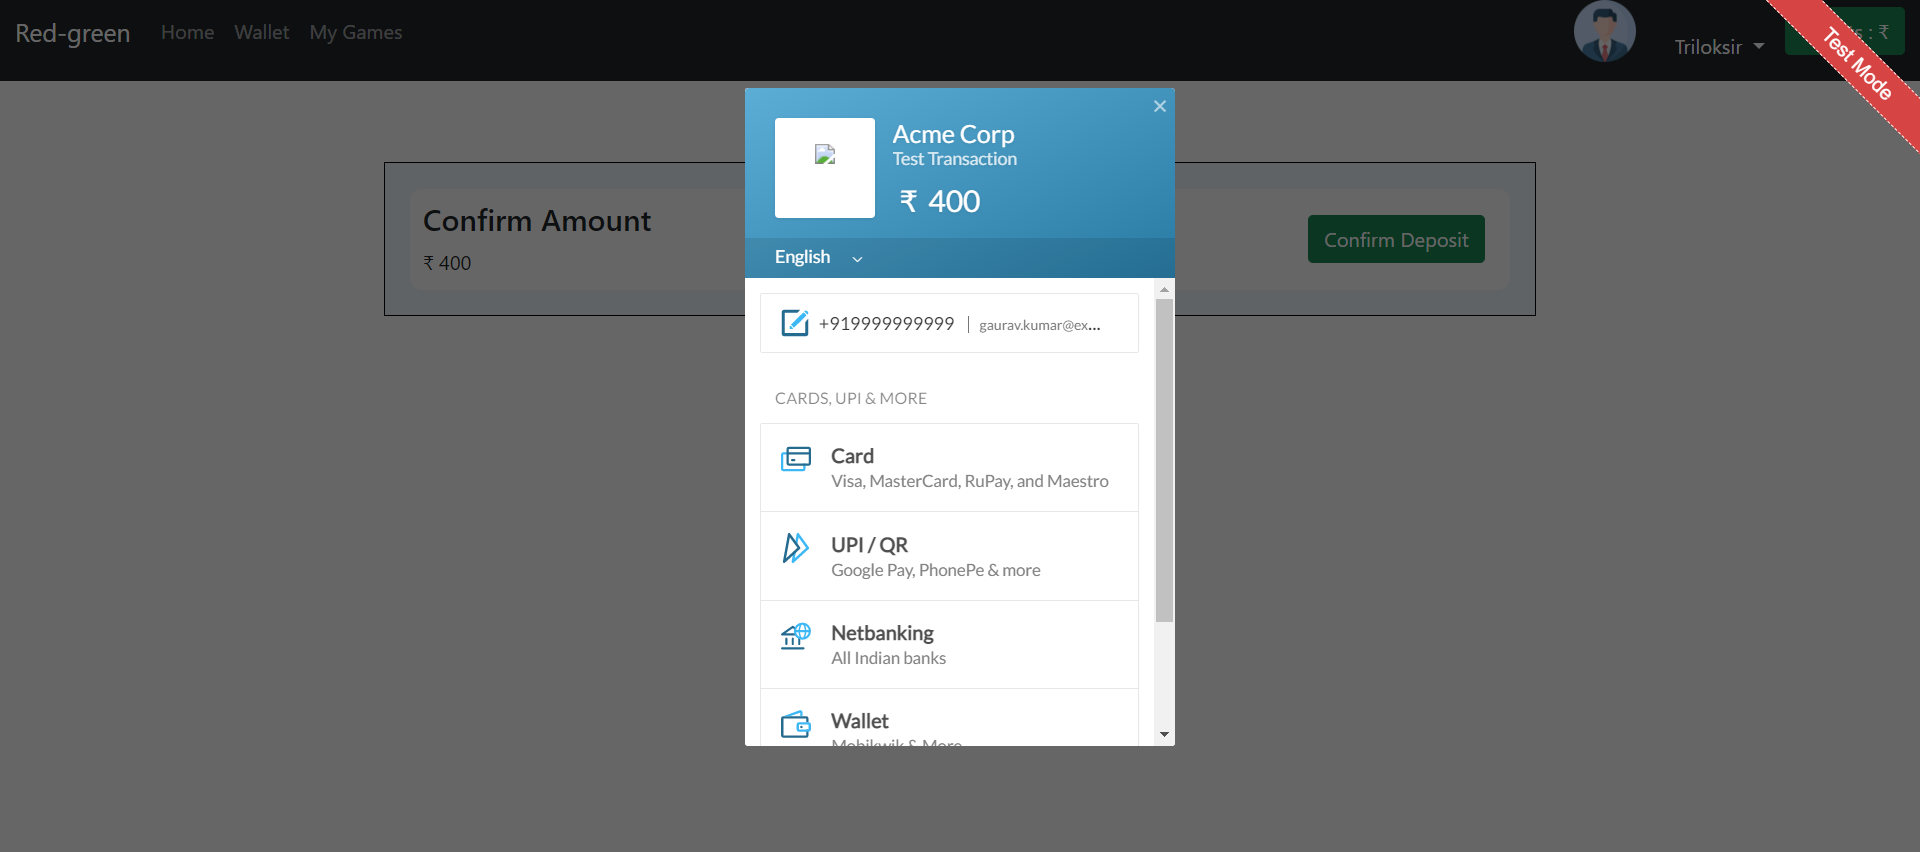 Red-green
Home
Wallet
My Games
Triloksir
: ₹
Test Mode
Acme Corp
Test Transaction
₹ 400
Confirm Amount
₹ 400
Confirm Deposit
English
+919999999999 | gaurav.kumar@ex...
CARDS, UPI & MORE
Card
Visa, MasterCard, RuPay, and Maestro
UPI / QR
Google Pay, PhonePe & more
Netbanking
All Indian banks
Wallet
Mobikwik & More